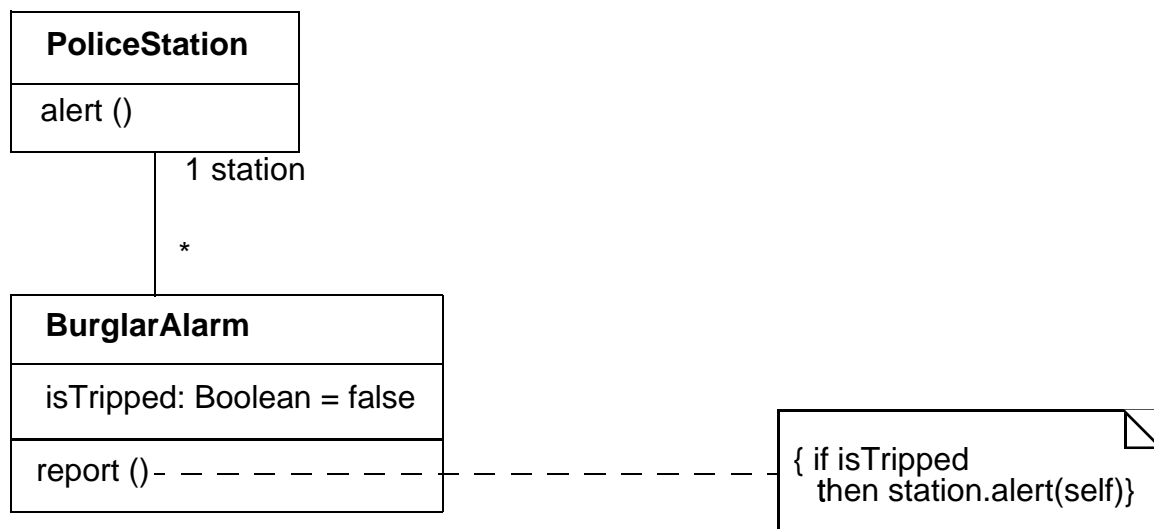 PoliceStation
alert ()
1 station
*
BurglarAlarm
isTripped: Boolean = false
report ()
{ if isTripped
then station.alert(self)}